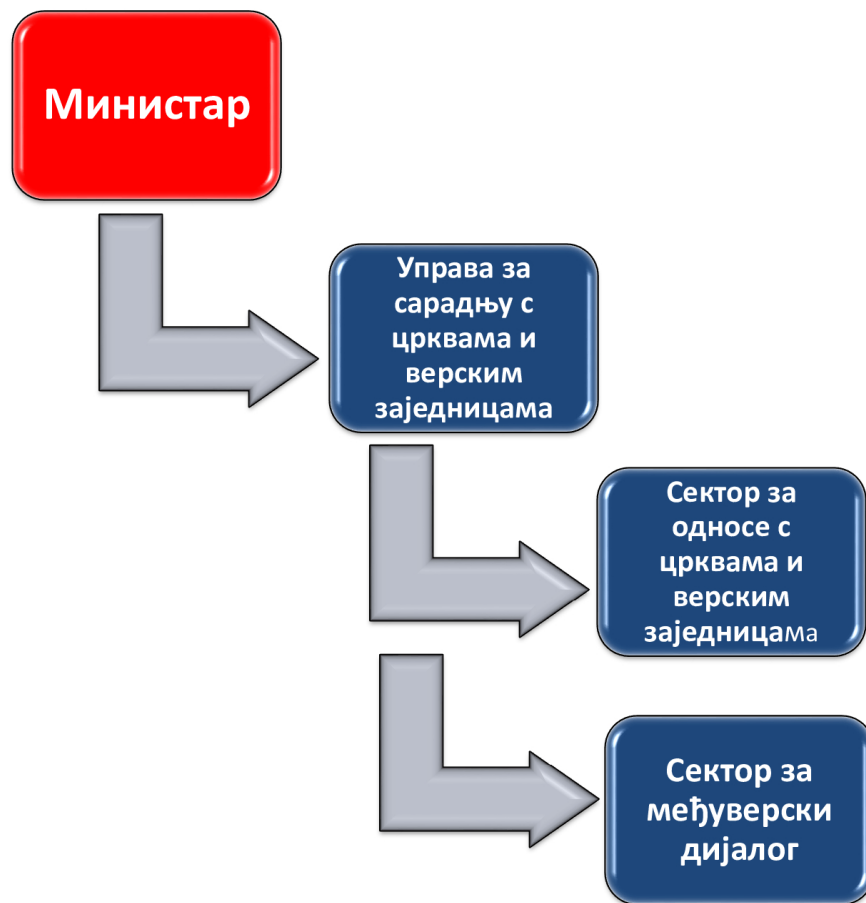 Министар
Управа за
сарадњу с
црквама и
верским
заједницама
Сектор за
односе с
црквама и
верским
заједницама
Сектор за
међуверски
дијалог